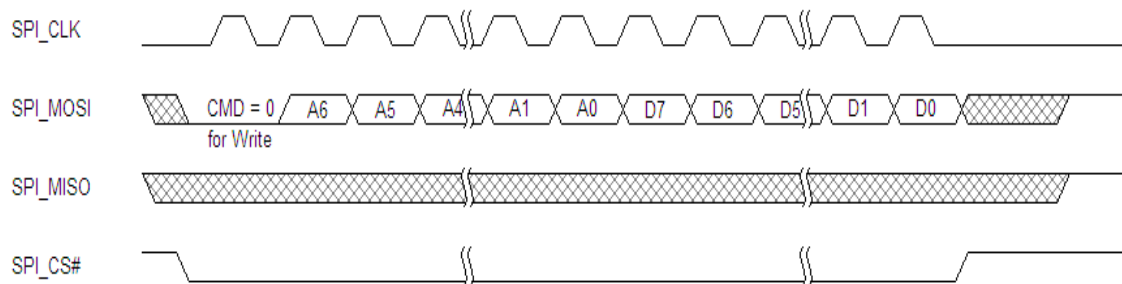 SPI_CLK
SPI_MOSI CMD = 0 A6 A5 A4 A1 A0 D7 D6 D5 D1 D0
for Write
SPI_MISO
SPI_CS#